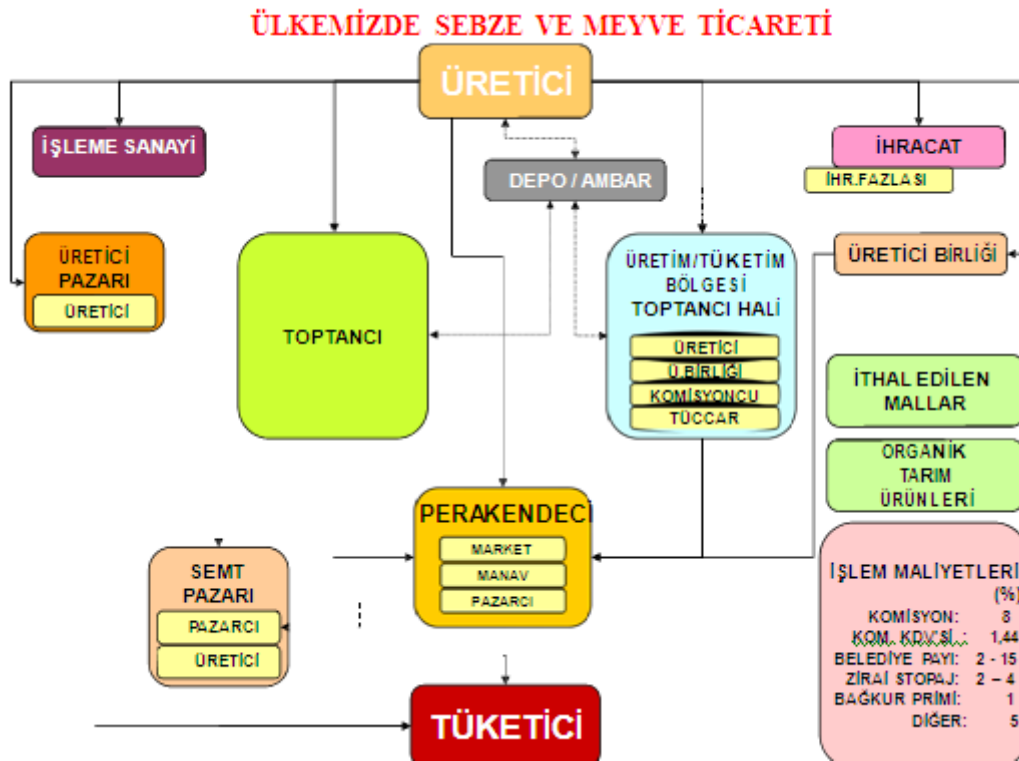 ÜLKEMİZDE SEBZE VE MEYVE TİCARETİ
ÜRETİCİ
İŞLEME SANAYİ
DEPO / AMBAR
İHRACAT
İHR.FAZLASI
ÜRETİCİ
PAZARI
ÜRETİCİ
TOPTANCI
ÜRETİM/TÜKETİM
BÖLGESİ
TOPTANCI HALİ
ÜRETİCİ
Ü.BİRLİĞİ
KOMİSYONCU
TÜCCAR
ÜRETİCİ BİRLİĞİ
İTHAL EDİLEN
MALLAR
ORGANİK
TARIM
ÜRÜNLERİ
PERAKENDECİ
MARKET
MANAV
PAZARCI
SEMT
PAZARI
PAZARCI
ÜRETİCİ
İŞLEM MALİYETLERİ
(%)
KOMİSYON: 8
KOM. KDV'Sİ.: 1,44
BELEDİYE PAYI: 2 - 15
ZİRAİ STOPAJ: 2 – 4
BAĞKUR PRİMİ: 1
DİĞER: 5
TÜKETİCİ